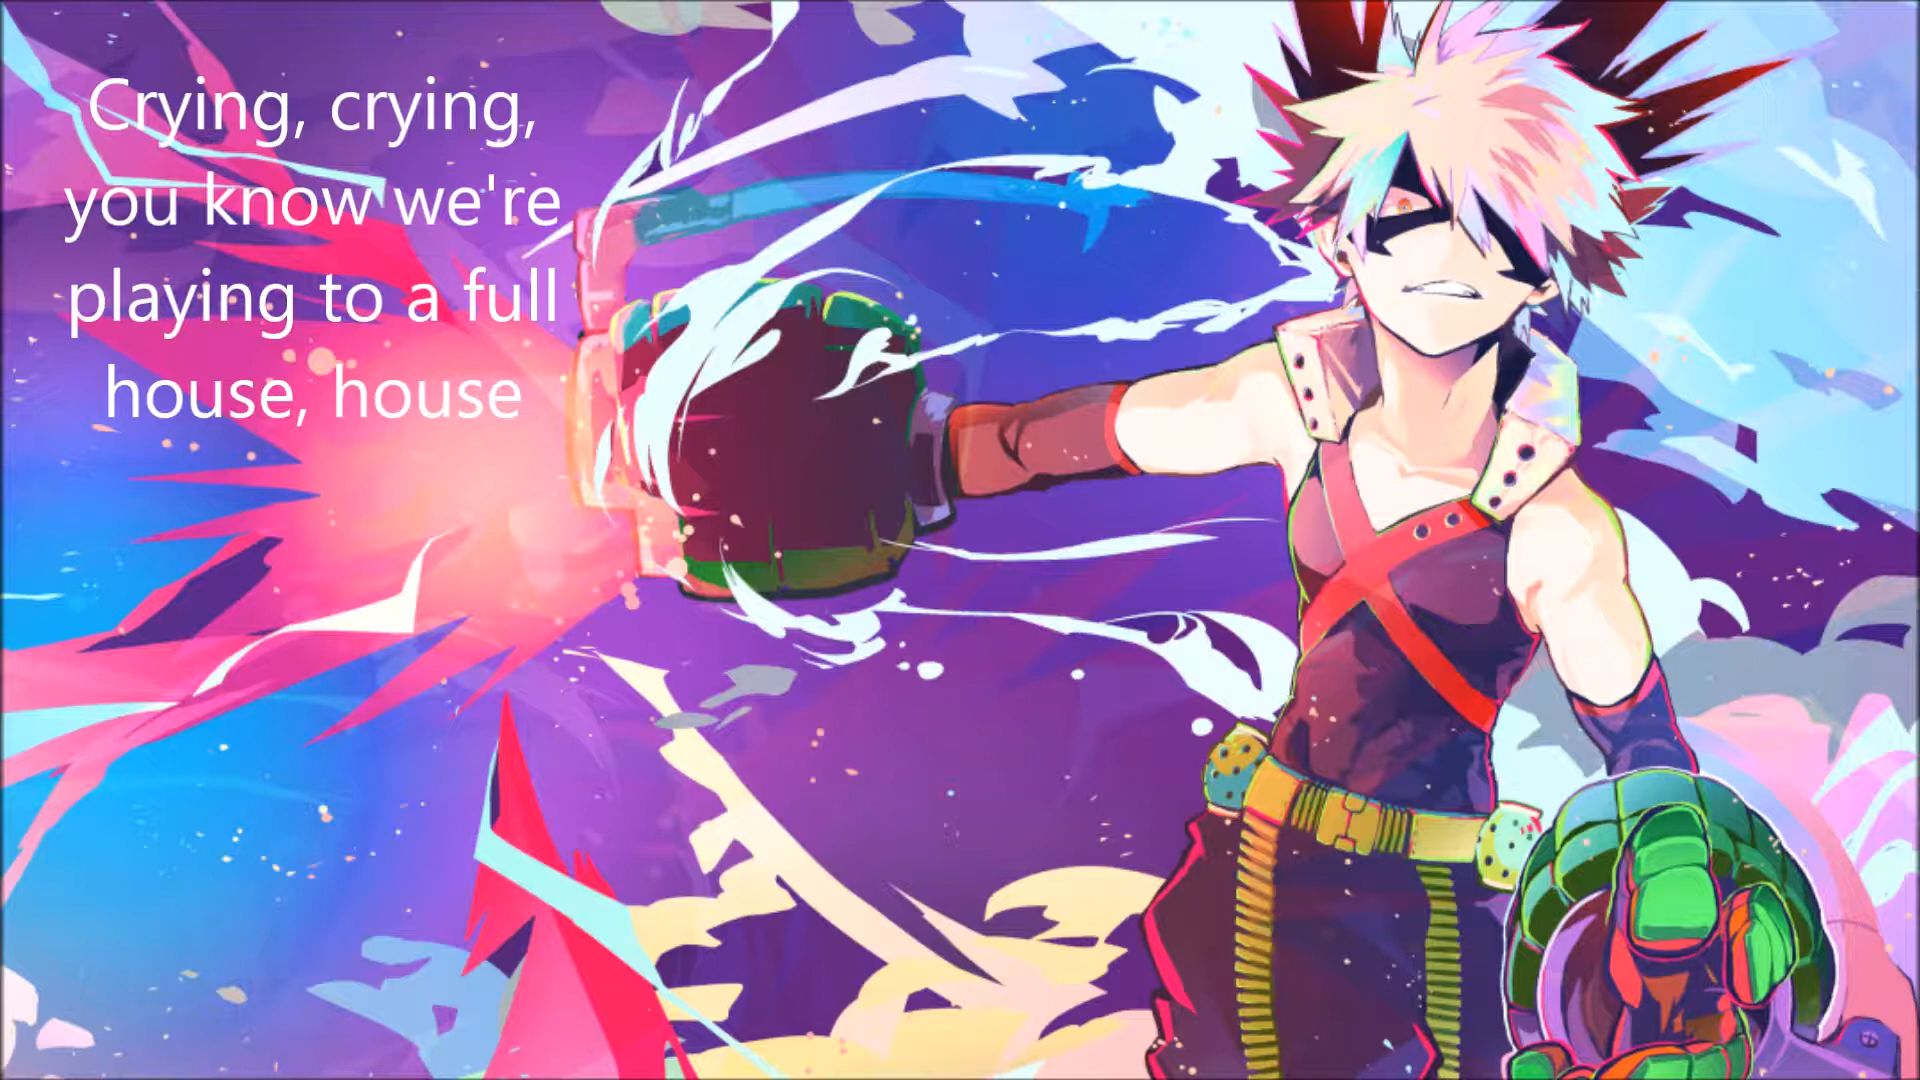 Crying, crying,
you know we're
playing to a full
house, house